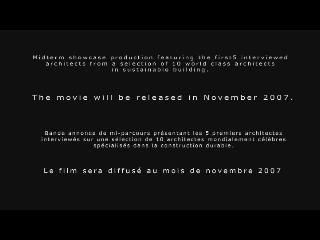 Midterm showcase production featuring the first5 interviewed
architects from a selection of 10 world class architects
in sustainable building.
The movie will be released in November 2007.
Bande annonce de mi-parcours présentant les 5 premiers architectes
interviewés sur une sélection de 10 architectes mondialement célèbres
spécialisés dans la construction durable.
Le film sera diffusé au mois de novembre 2007